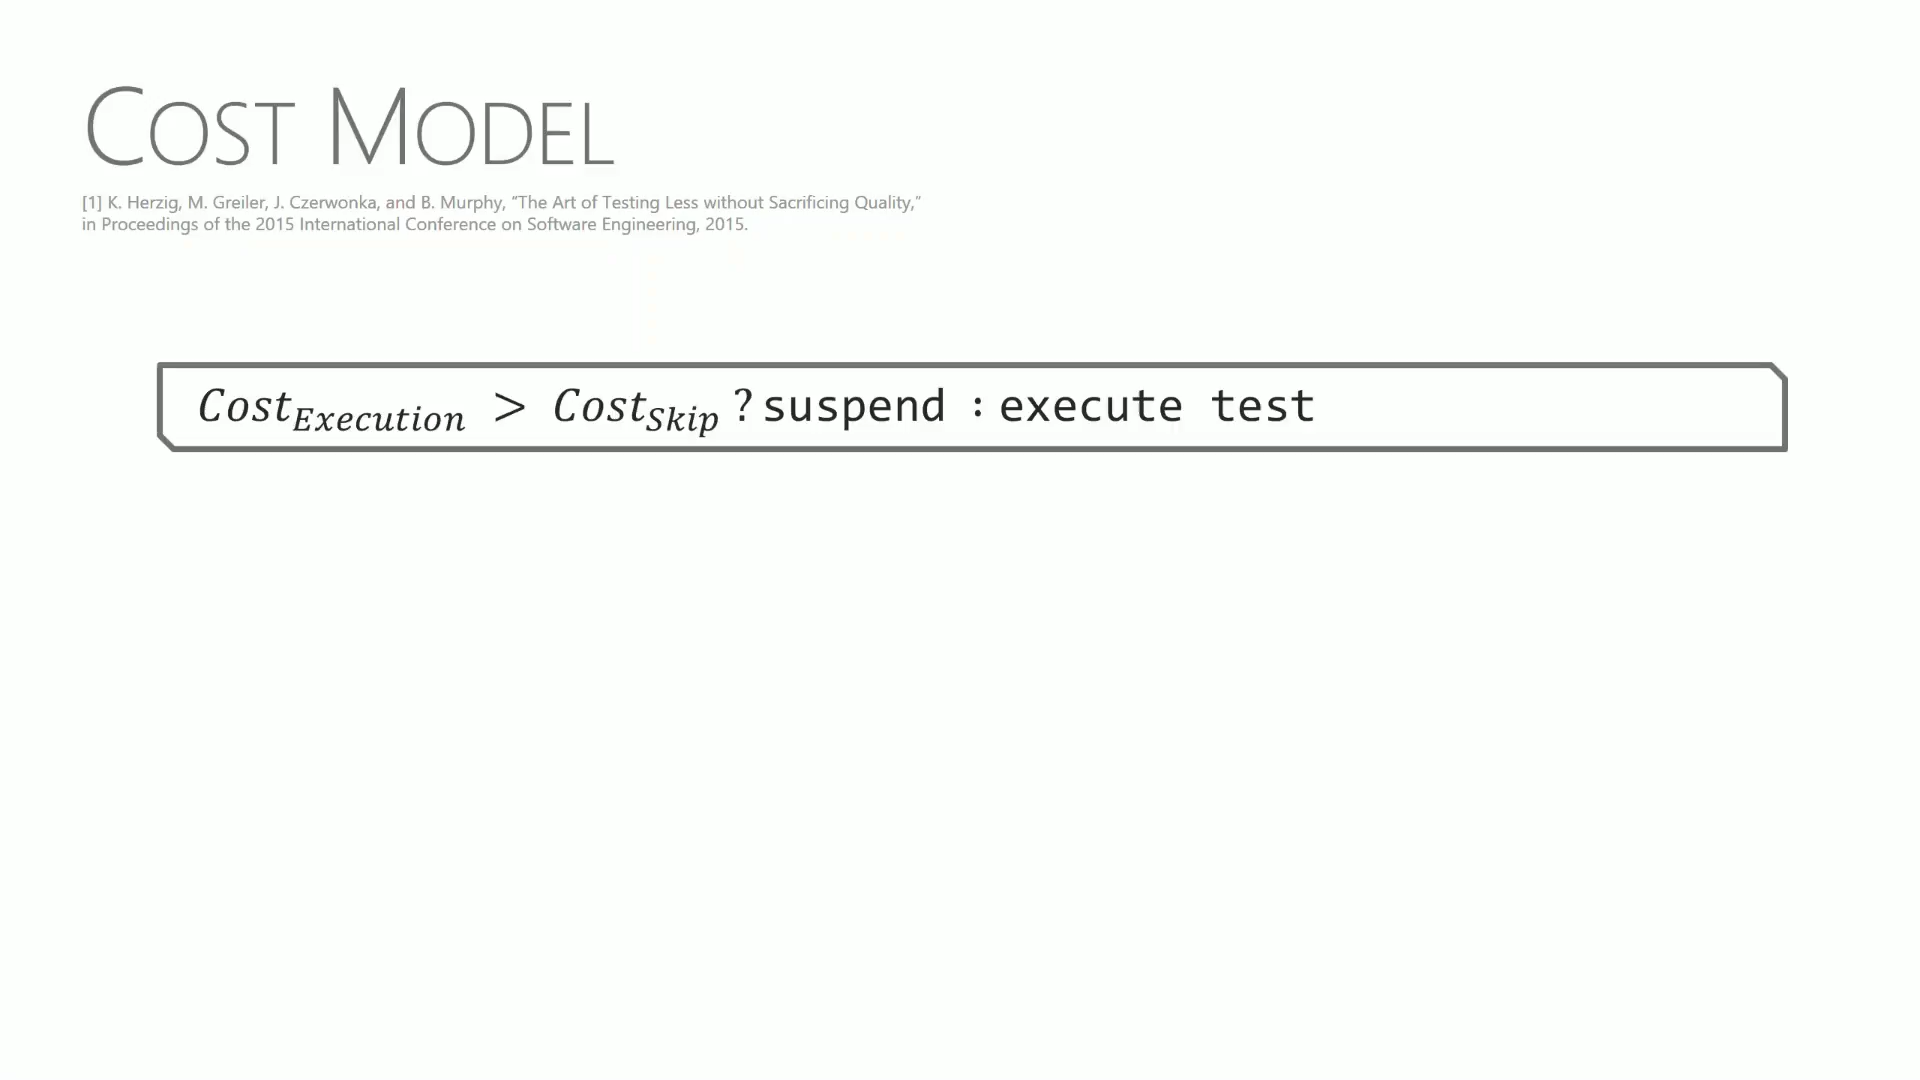 COST MODEL
[1] K. Herzig, M. Greiler, J. Czerwonka, and B. Murphy, “The Art of Testing Less without Sacrificing Quality,”
in Proceedings of the 2015 International Conference on Software Engineering, 2015.
Cost_Execution > Cost_Skip ? suspend : execute test